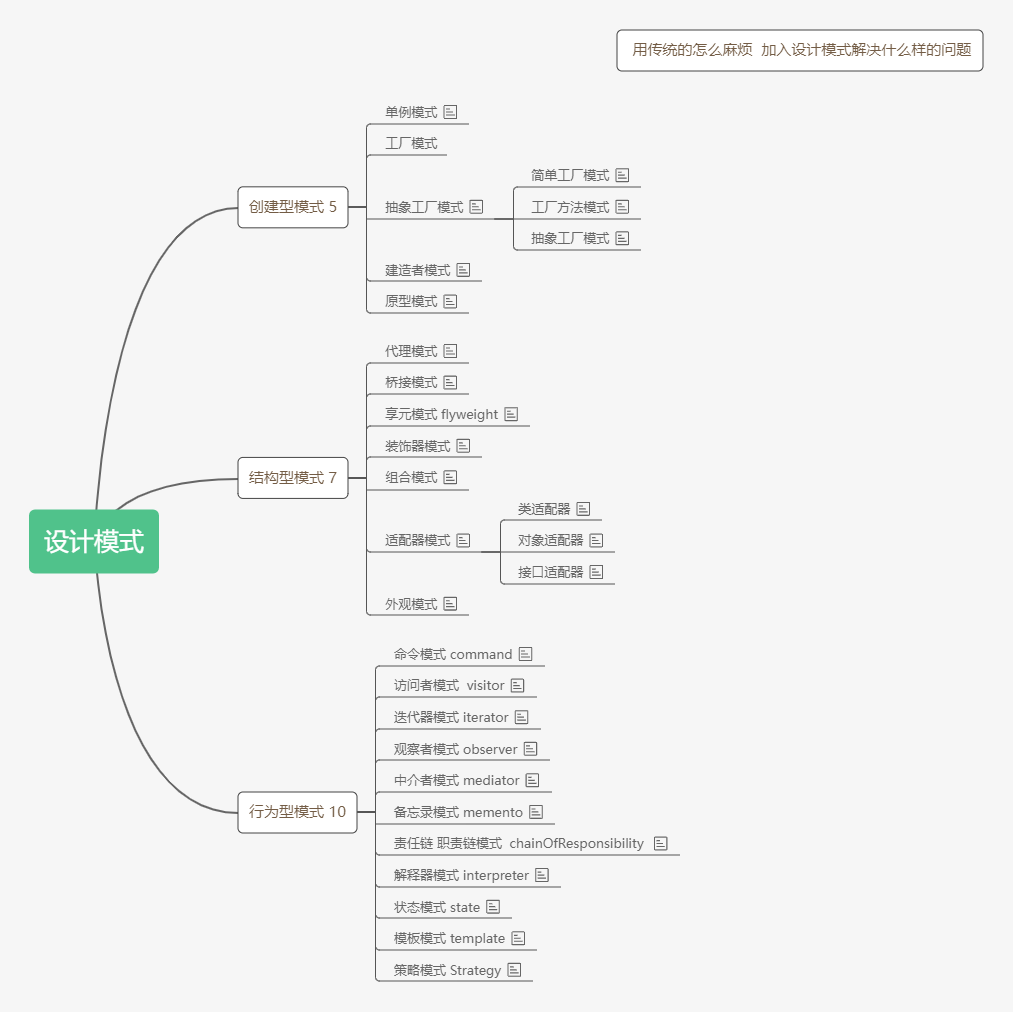 用传统的怎么麻烦  加入设计模式解决什么样的问题
设计模式
创建型模式 5
单例模式
工厂模式
抽象工厂模式
简单工厂模式
工厂方法模式
抽象工厂模式
建造者模式
原型模式
结构型模式 7
代理模式
桥接模式
享元模式 flyweight
装饰器模式
组合模式
适配器模式
类适配器
对象适配器
接口适配器
外观模式
行为型模式 10
命令模式 command
访问者模式  visitor
迭代器模式 iterator
观察者模式 observer
中介者模式 mediator
备忘录模式 memento
责任链 职责链模式  chainOfResponsibility
解释器模式 interpreter
状态模式 state
模板模式 template
策略模式 Strategy